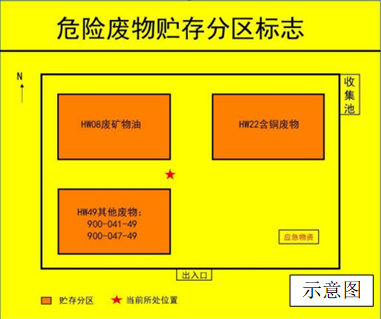 危险废物贮存分区标志
N
收集池
HW08废矿物油
HW22含铜废物
HW49其他废物：
900-041-49
900-047-49
应急物资
出入口
贮存分区
当前所处位置
示意图